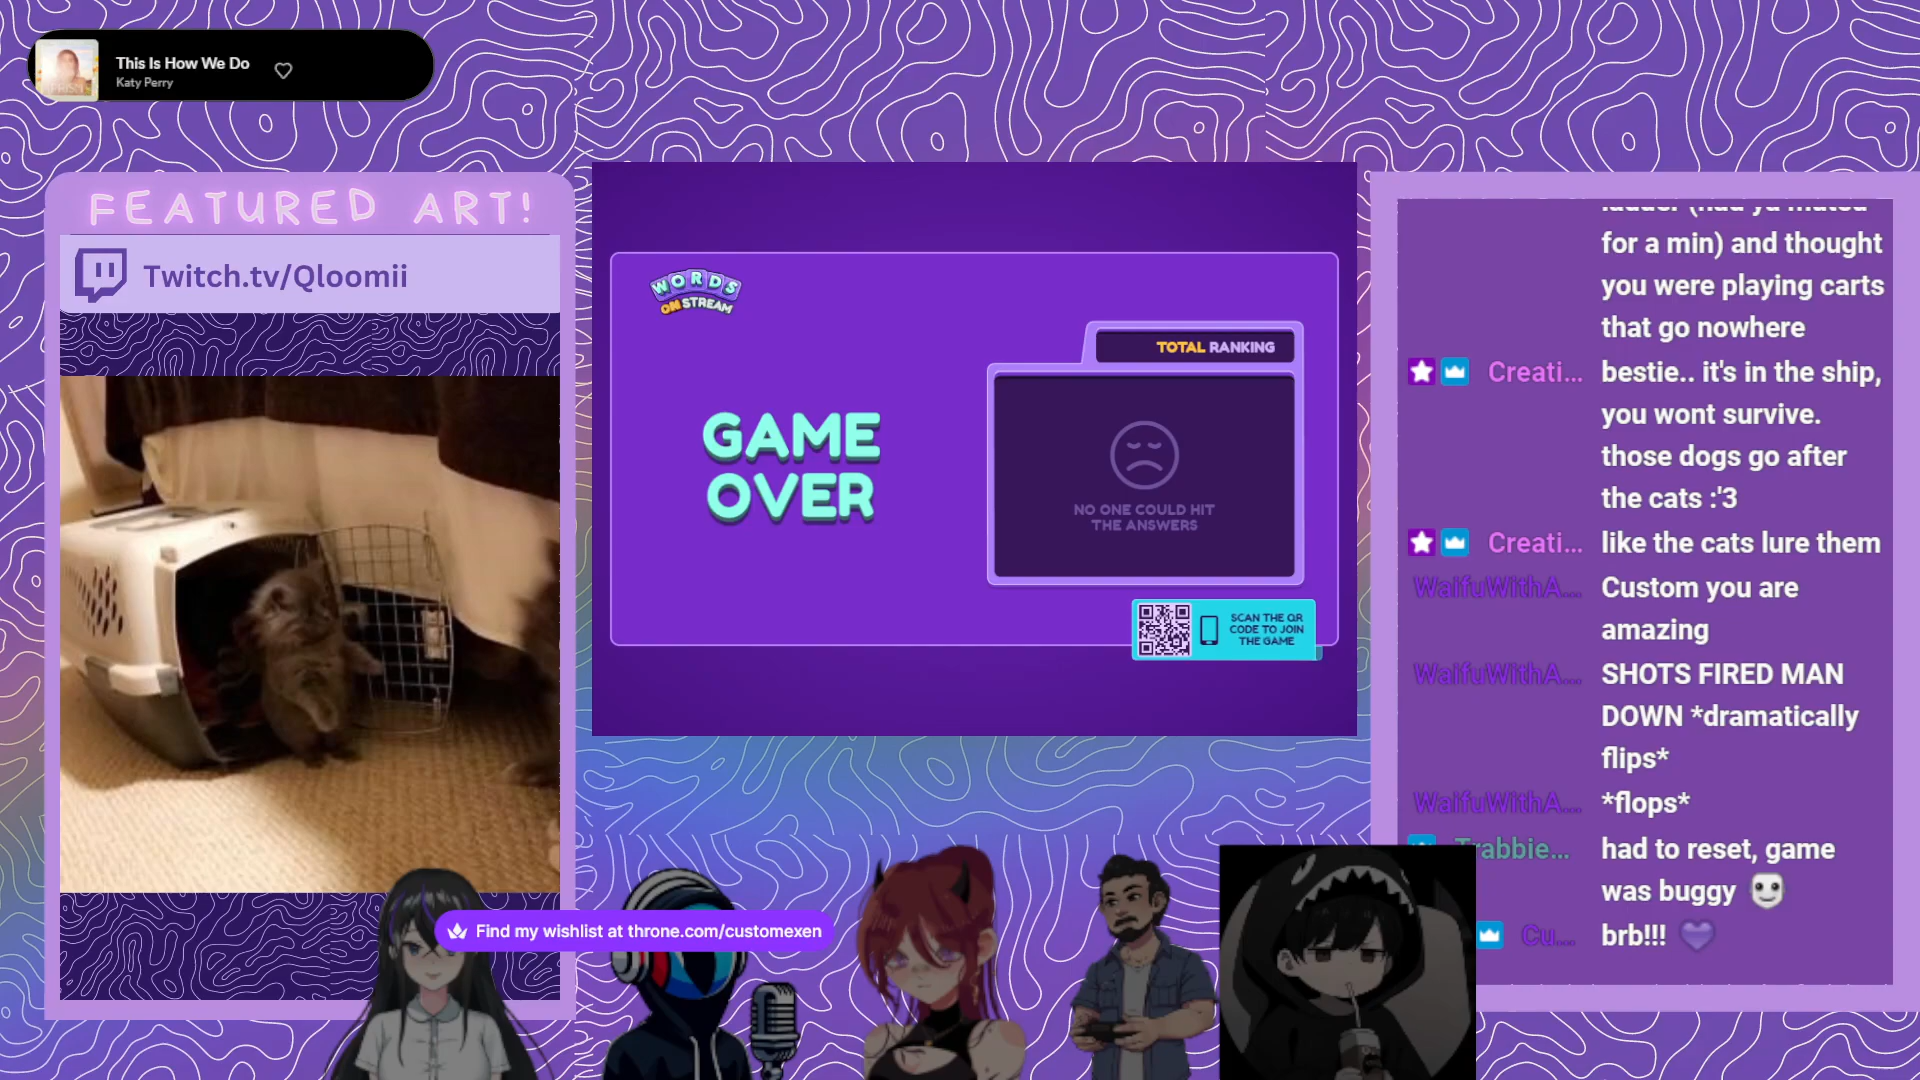 This Is How We Do
Katy Perry
FEATURED ART!
Twitch.tv/Qloomii
WORDS
ON STREAM
TOTAL RANKING
GAME
OVER
NO ONE COULD HIT
THE ANSWERS
SCAN THE QR
CODE TO JOIN
THE GAME
ladder (had ya muted
for a min) and thought
you were playing carts
that go nowhere
Creati... bestie.. it's in the ship,
you wont survive.
those dogs go after
the cats :'3
Creati... like the cats lure them
WaifuWithA... Custom you are
amazing
WaifuWithA... SHOTS FIRED MAN
DOWN *dramatically
flips*
WaifuWithA... *flops*
Trabbie... had to reset, game
was buggy
Cu... brb!!!
Find my wishlist at throne.com/customexen